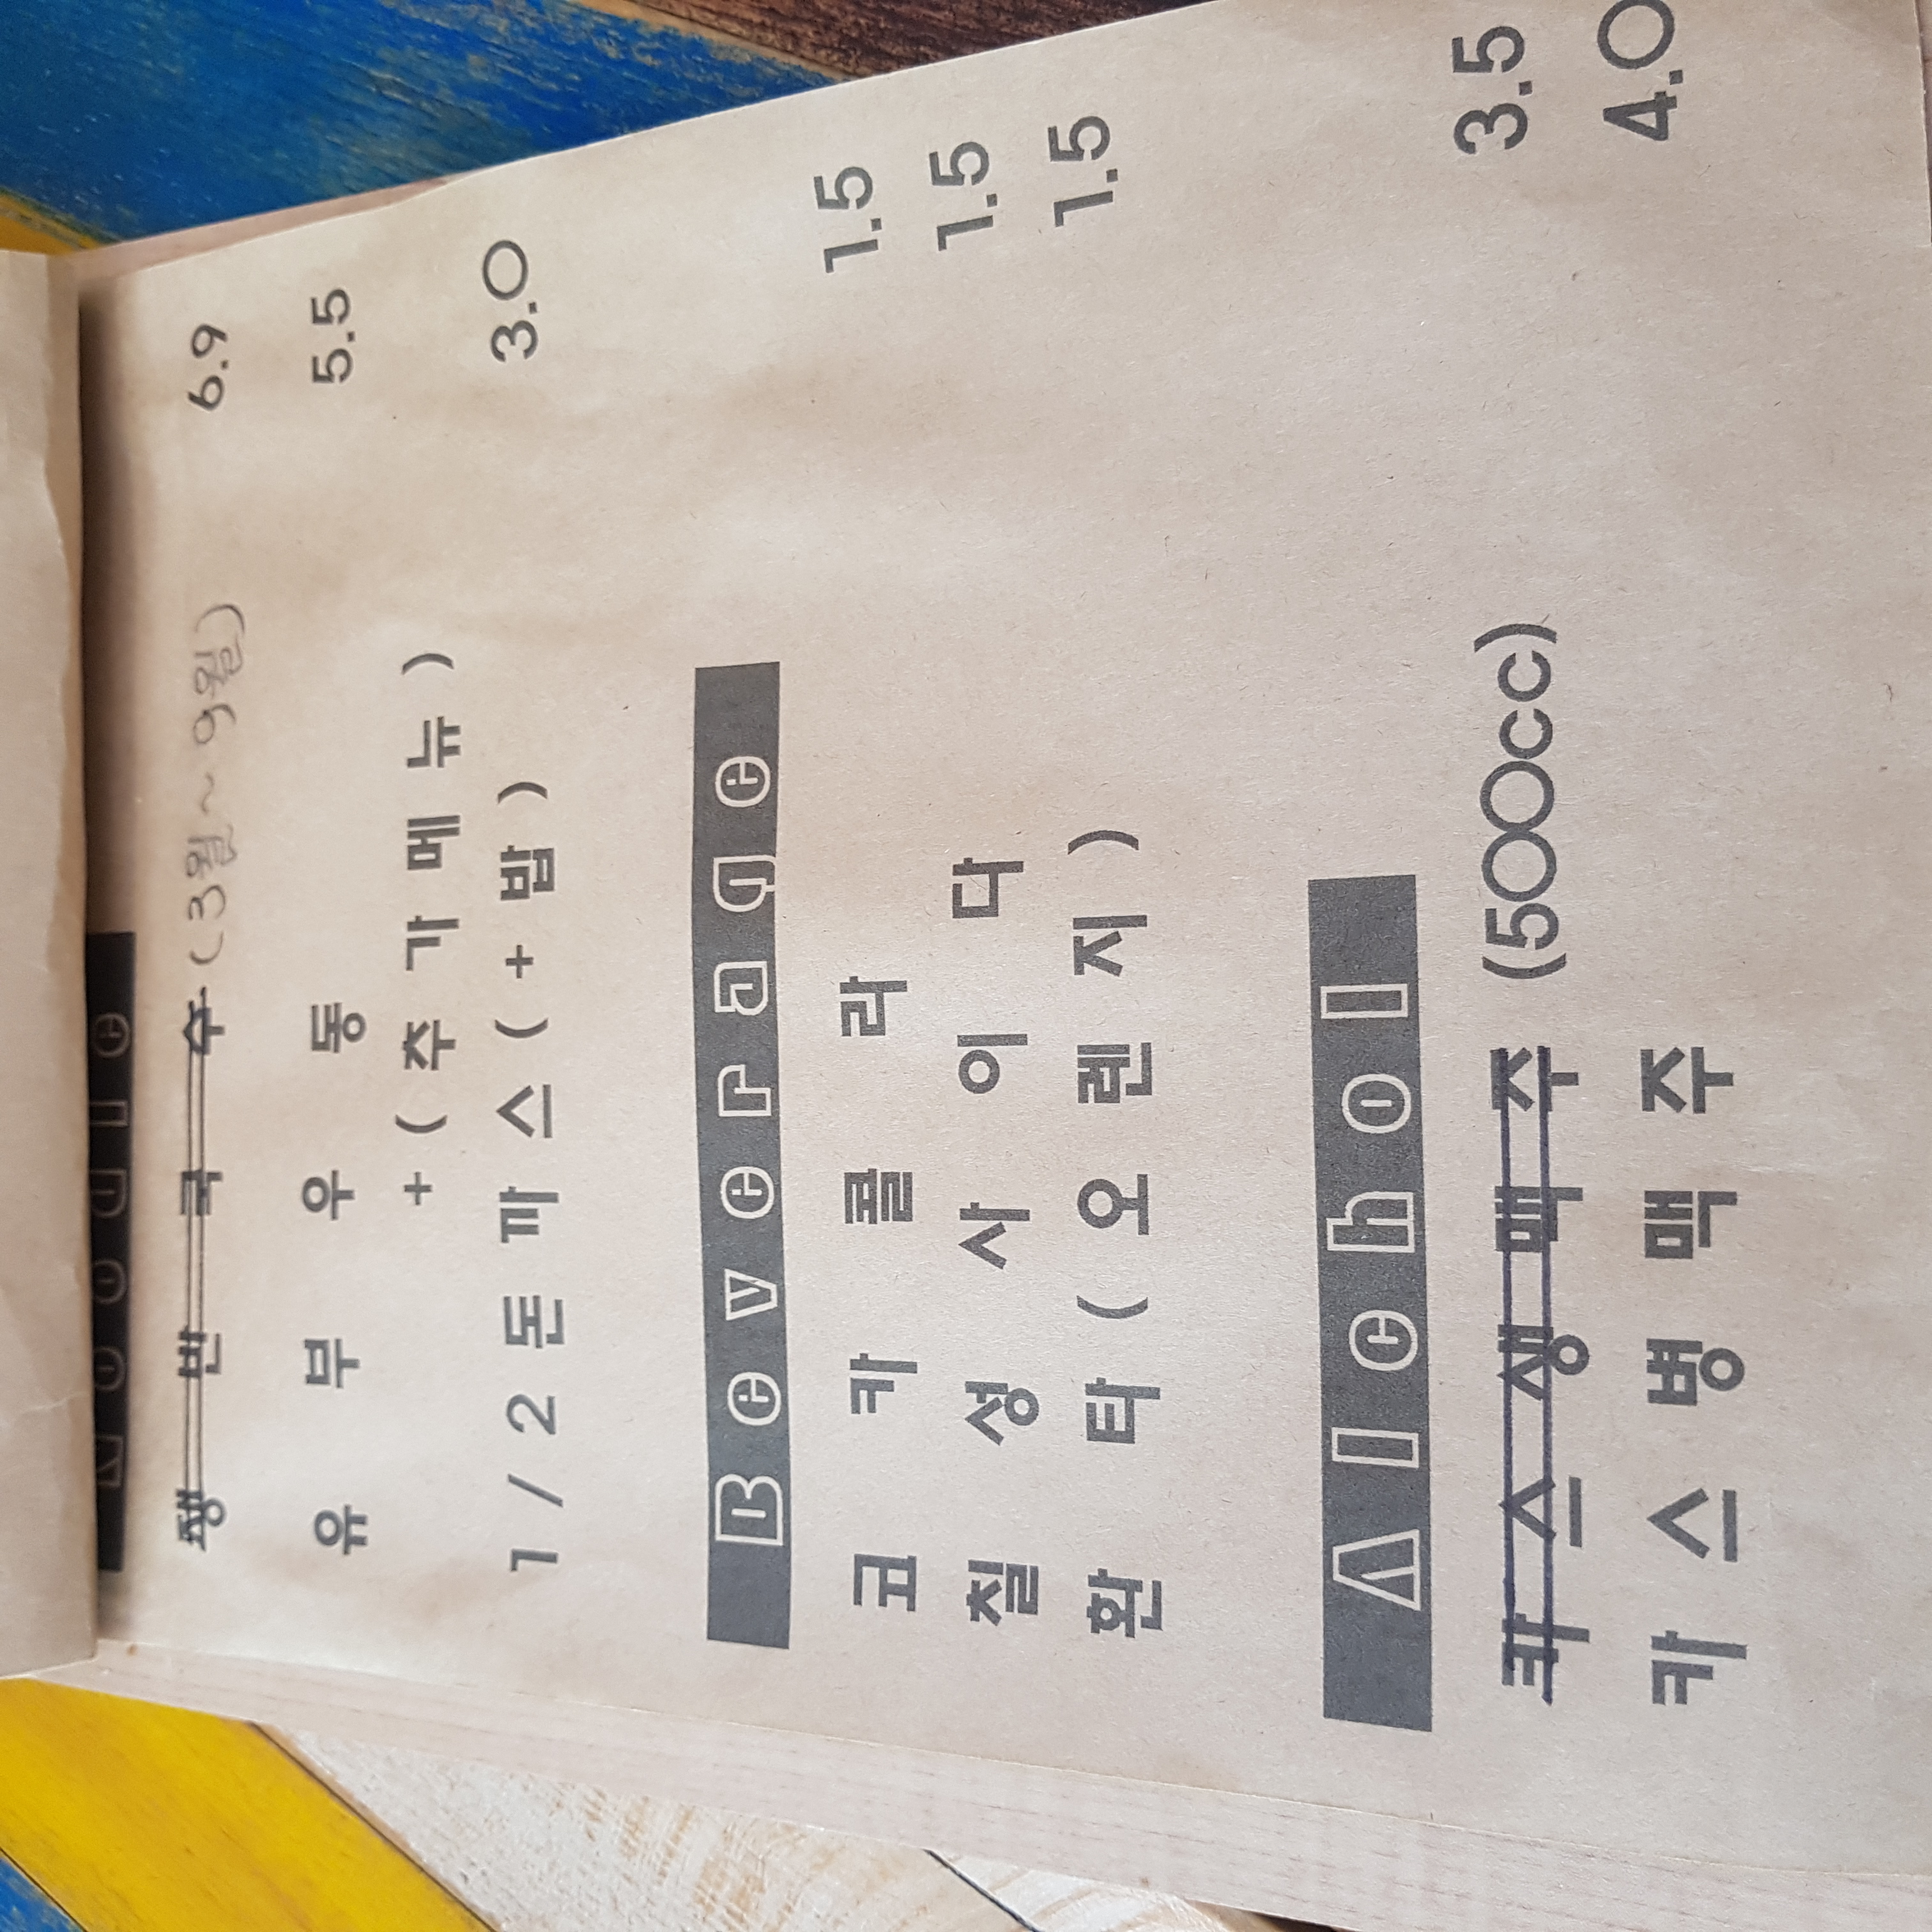 Noodle
쟁반국수 (3월~9월) 6.9
유부우동 5.5
+(추가메뉴)
1/2돈까스(+밥) 3.0
Beverage
코카콜라 1.5
칠성사이다 1.5
환타(오렌지) 1.5
Alcohol
카스생맥주 (500cc) 3.5
카스병맥주 4.0